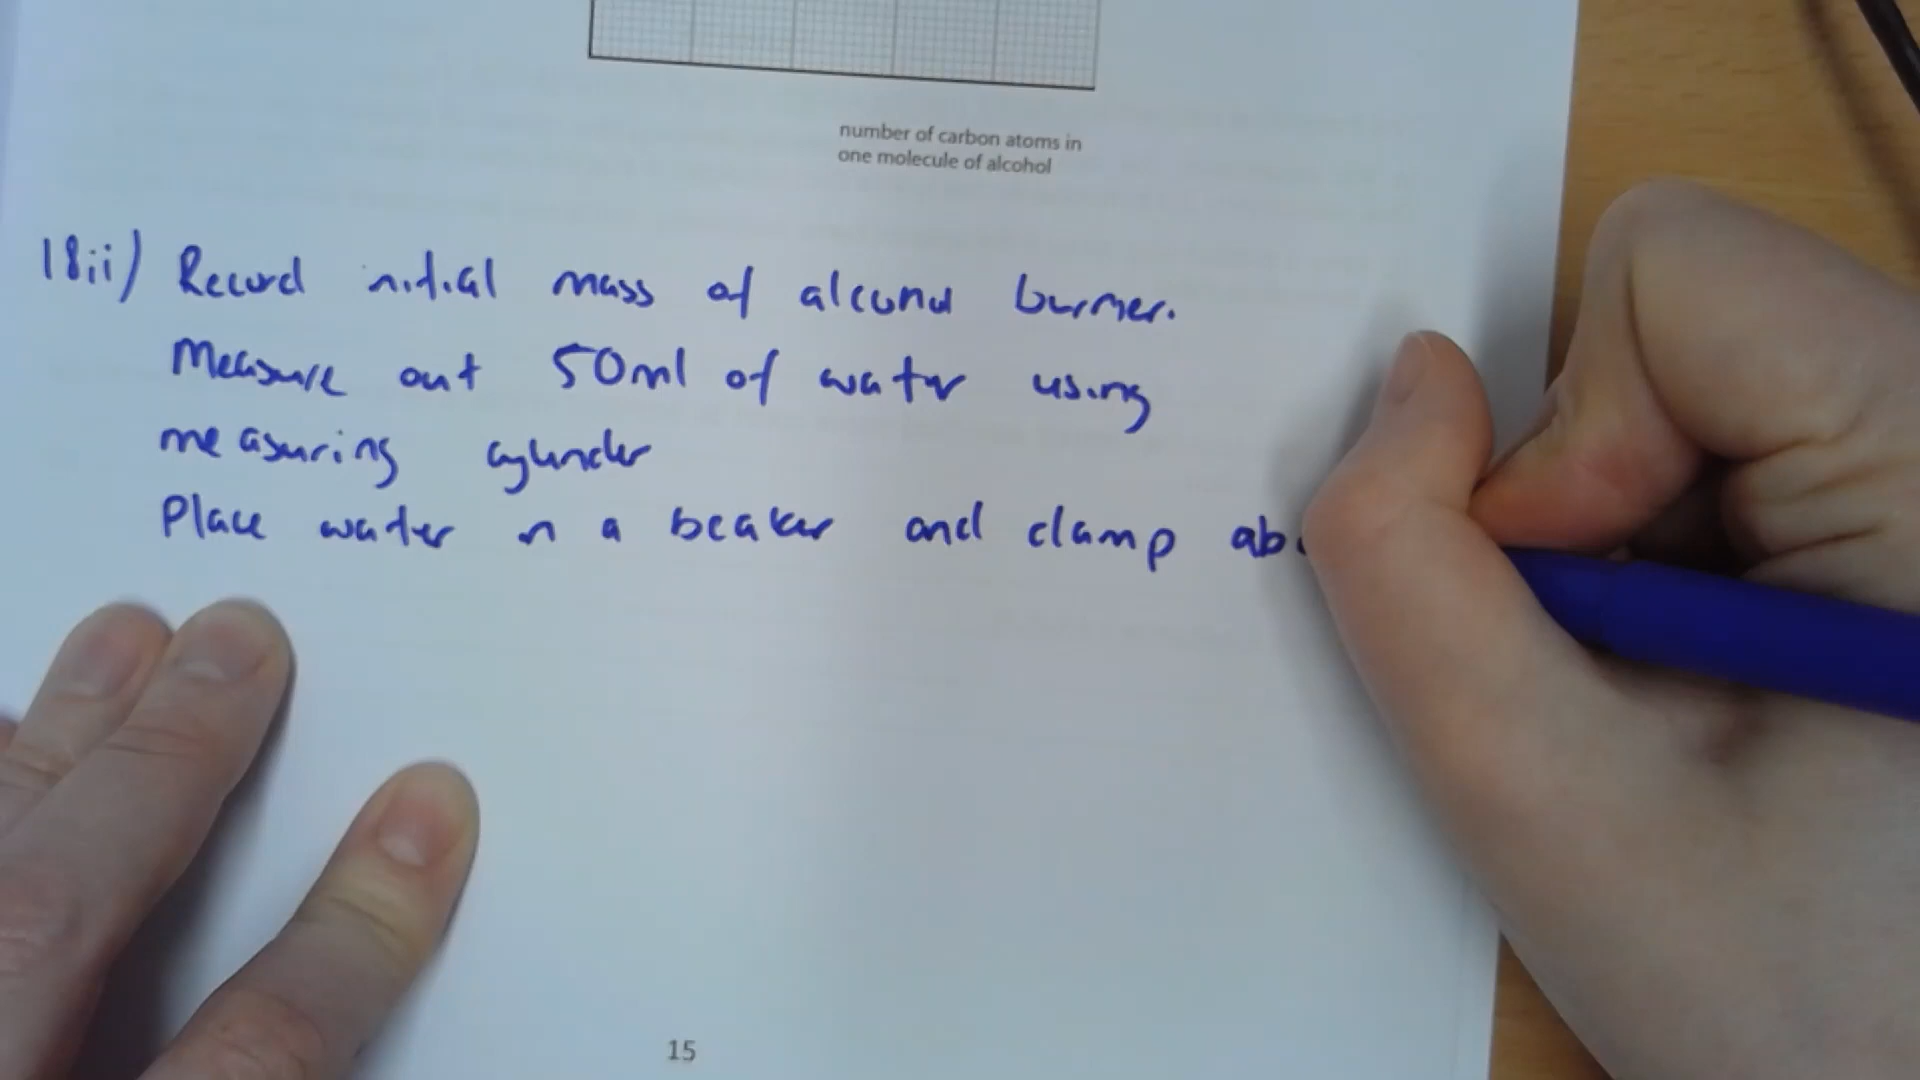 number of carbon atoms in
one molecule of alcohol
18ii) Record initial mass of alcohol burner.
Measure out 50ml of water using
measuring cylinder
Place water in a beaker and clamp ab
15